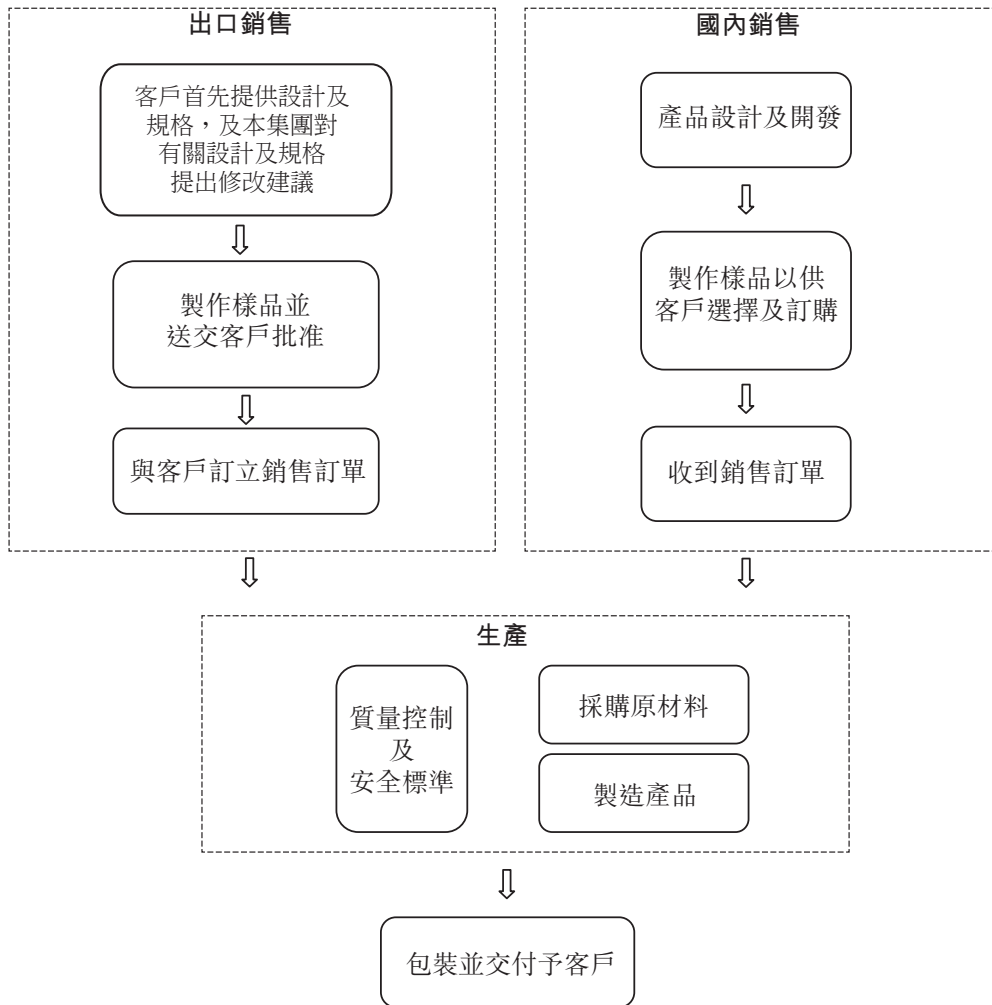 出口銷售
客戶首先提供設計及
規格，及本集團對
有關設計及規格
提出修改建議
製作樣品並
送交客戶批准
與客戶訂立銷售訂單
國內銷售
產品設計及開發
製作樣品以供
客戶選擇及訂購
收到銷售訂單
生產
質量控制
及
安全標準
採購原材料
製造產品
包裝並交付予客戶